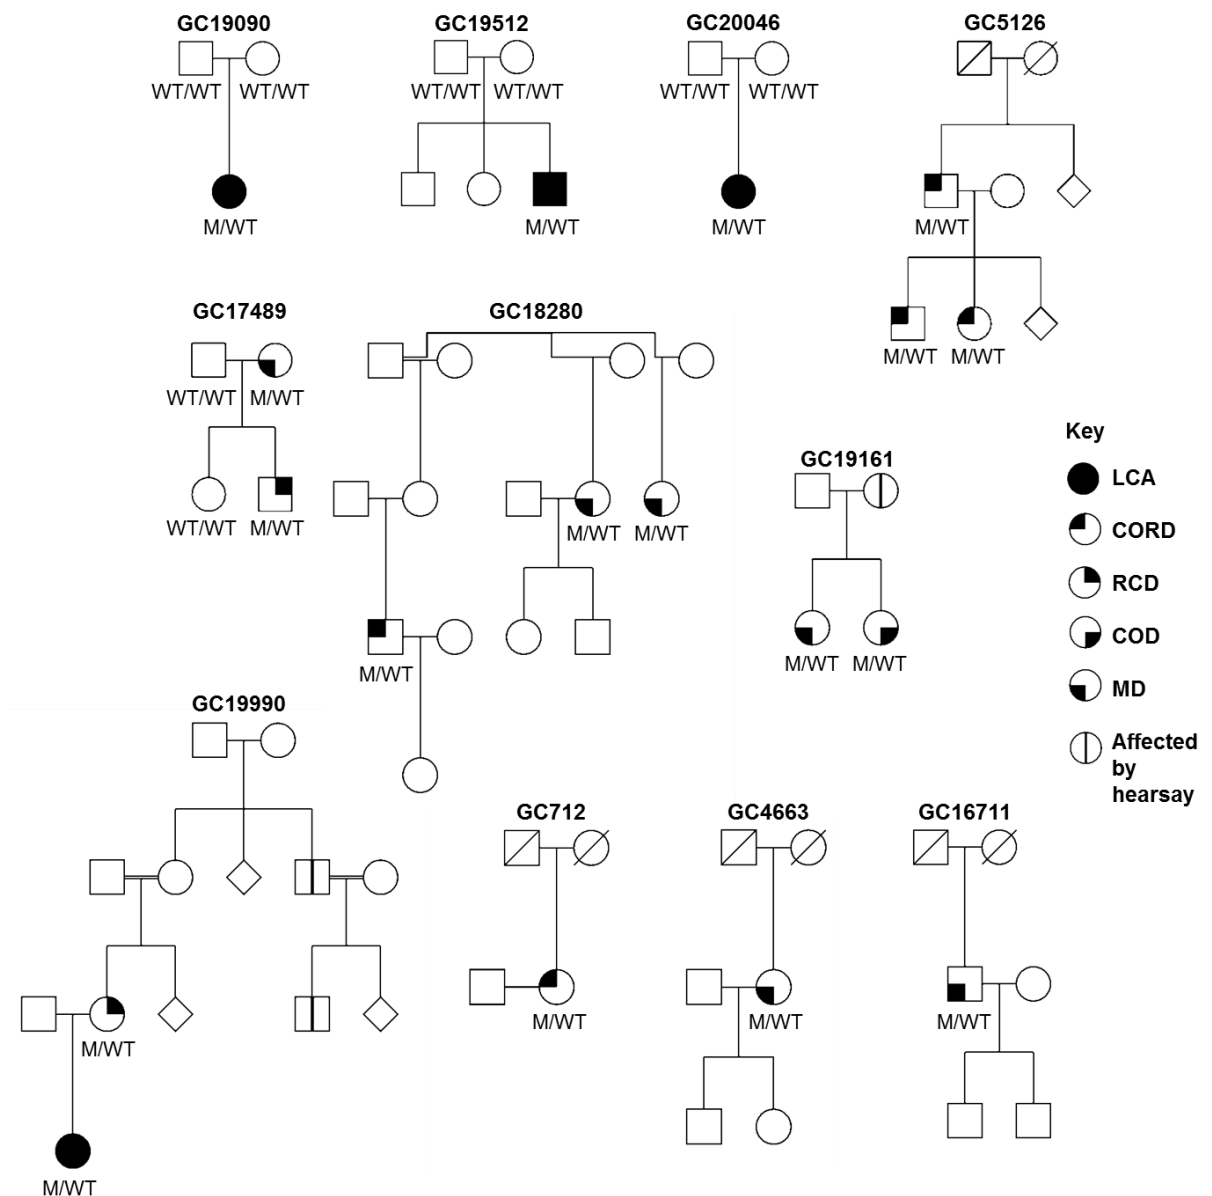 GC19090
GC19512
GC20046
GC5126
WT/WT WT/WT
WT/WT WT/WT
WT/WT WT/WT
M/WT
M/WT
M/WT
M/WT
M/WT M/WT
GC17489
GC18280
WT/WT M/WT
WT/WT M/WT
M/WT M/WT
M/WT
GC19161
M/WT M/WT
Key
LCA
CORD
RCD
COD
MD
Affected
by
hearsay
GC19990
M/WT
M/WT
GC712
M/WT
GC4663
M/WT
GC16711
M/WT